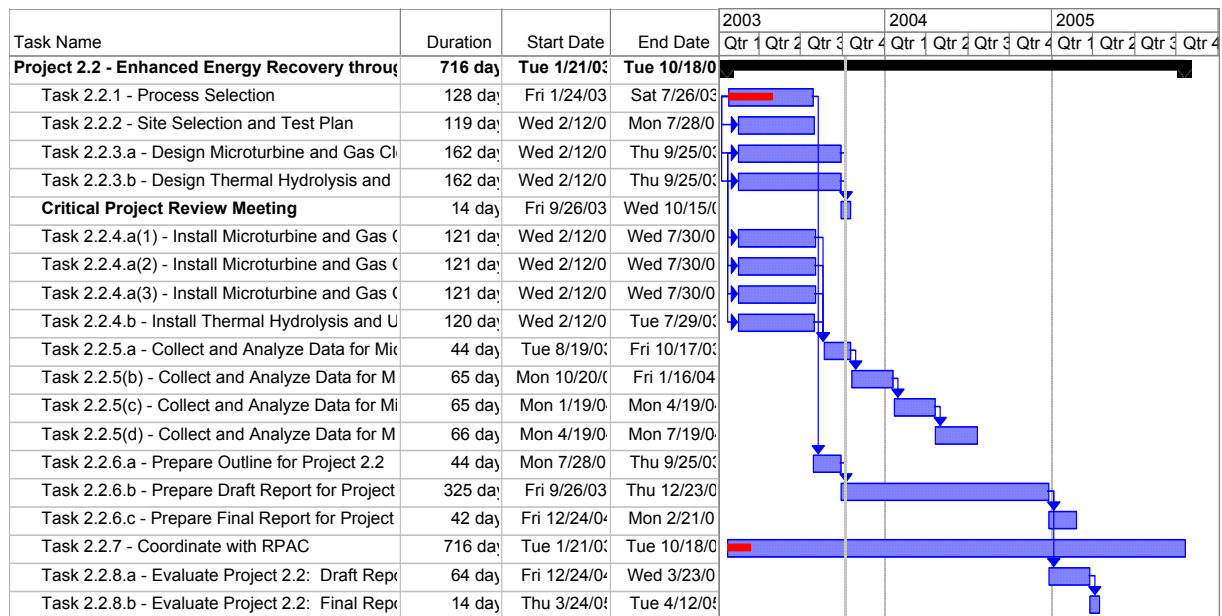 2003 2004 2005
Task Name Duration Start Date End Date Qtr 1 Qtr 2 Qtr 3 Qtr 4 Qtr 1 Qtr 2 Qtr 3 Qtr 4 Qtr 1 Qtr 2 Qtr 3 Qtr 4
Project 2.2 - Enhanced Energy Recovery throug 716 day Tue 1/21/03 Tue 10/18/0
Task 2.2.1 - Process Selection 128 day Fri 1/24/03 Sat 7/26/03
Task 2.2.2 - Site Selection and Test Plan 119 day Wed 2/12/0 Mon 7/28/0
Task 2.2.3.a - Design Microturbine and Gas Cl 162 day Wed 2/12/0 Thu 9/25/03
Task 2.2.3.b - Design Thermal Hydrolysis and 162 day Wed 2/12/0 Thu 9/25/03
Critical Project Review Meeting 14 day Fri 9/26/03 Wed 10/15/0
Task 2.2.4.a(1) - Install Microturbine and Gas C 121 day Wed 2/12/0 Wed 7/30/0
Task 2.2.4.a(2) - Install Microturbine and Gas C 121 day Wed 2/12/0 Wed 7/30/0
Task 2.2.4.a(3) - Install Microturbine and Gas C 121 day Wed 2/12/0 Wed 7/30/0
Task 2.2.4.b - Install Thermal Hydrolysis and U 120 day Wed 2/12/0 Tue 7/29/03
Task 2.2.5.a - Collect and Analyze Data for Mic 44 day Tue 8/19/03 Fri 10/17/03
Task 2.2.5(b) - Collect and Analyze Data for M 65 day Mon 10/20/0 Fri 1/16/04
Task 2.2.5(c) - Collect and Analyze Data for Mi 65 day Mon 1/19/0 Mon 4/19/0
Task 2.2.5(d) - Collect and Analyze Data for M 66 day Mon 4/19/0 Mon 7/19/0
Task 2.2.6.a - Prepare Outline for Project 2.2 44 day Mon 7/28/0 Thu 9/25/03
Task 2.2.6.b - Prepare Draft Report for Project 325 day Fri 9/26/03 Thu 12/23/0
Task 2.2.6.c - Prepare Final Report for Project 42 day Fri 12/24/04 Mon 2/21/0
Task 2.2.7 - Coordinate with RPAC 716 day Tue 1/21/03 Tue 10/18/0
Task 2.2.8.a - Evaluate Project 2.2: Draft Repo 64 day Fri 12/24/04 Wed 3/23/0
Task 2.2.8.b - Evaluate Project 2.2: Final Repo 14 day Thu 3/24/05 Tue 4/12/05